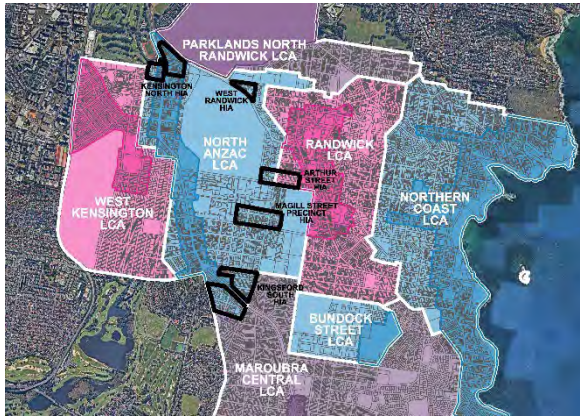 PARKLANDS NORTH
RANDWICK LCA
KENSINGTON
NORTH HIA
WEST
RANDWICK
HIA
NORTH
ANZAC
LCA
RANDWICK
LCA
ARTHUR
STREET
HIA
WEST
KENSINGTON
LCA
MAGILL STREET
PRECINCT
HIA
NORTHERN
COAST
LCA
KINGSFORD
SOUTH
HIA
BUNDOCK
STREET
LCA
MAROUBRA
CENTRAL
LCA